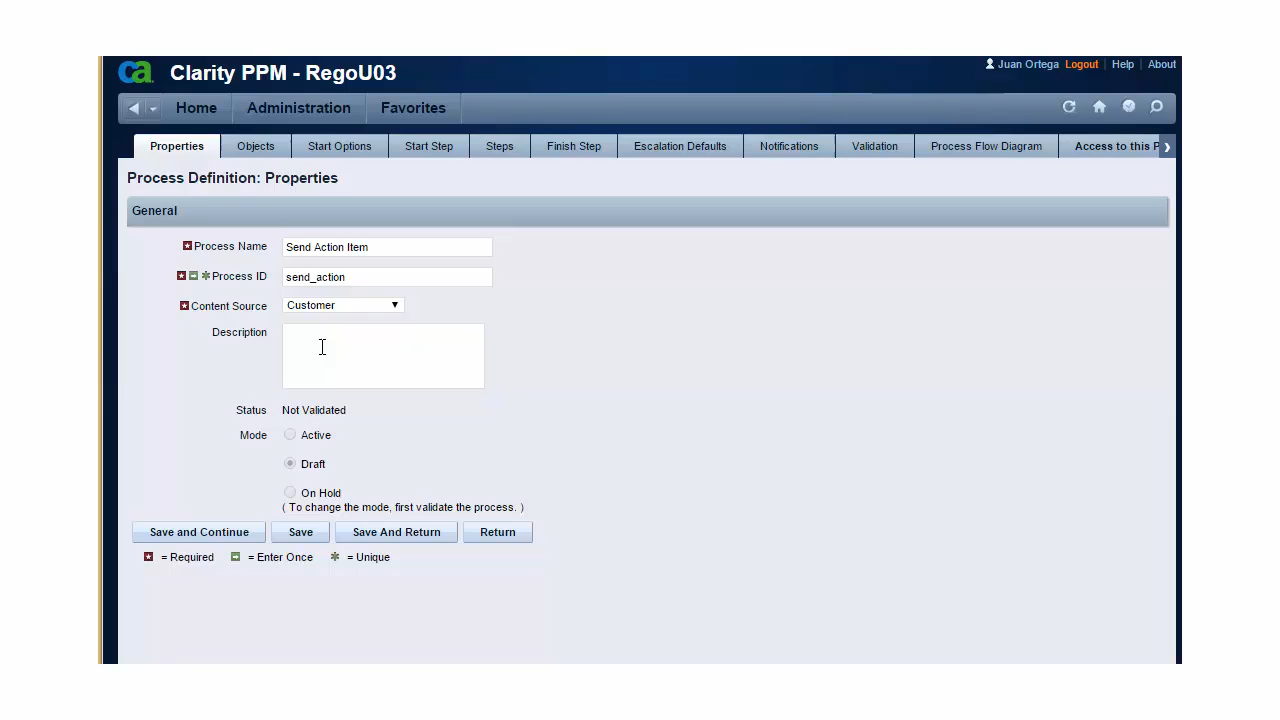 ca Clarity PPM - RegoU03
Juan Ortega Logout | Help | About
Home Administration Favorites
Properties Objects Start Options Start Step Steps Finish Step Escalation Defaults Notifications Validation Process Flow Diagram Access to this P
Process Definition: Properties
General
Process Name Send Action Item
Process ID send_action
Content Source Customer
Description
Status Not Validated
Mode Active
Draft
On Hold
( To change the mode, first validate the process. )
Save and Continue Save Save And Return Return
= Required = Enter Once = Unique